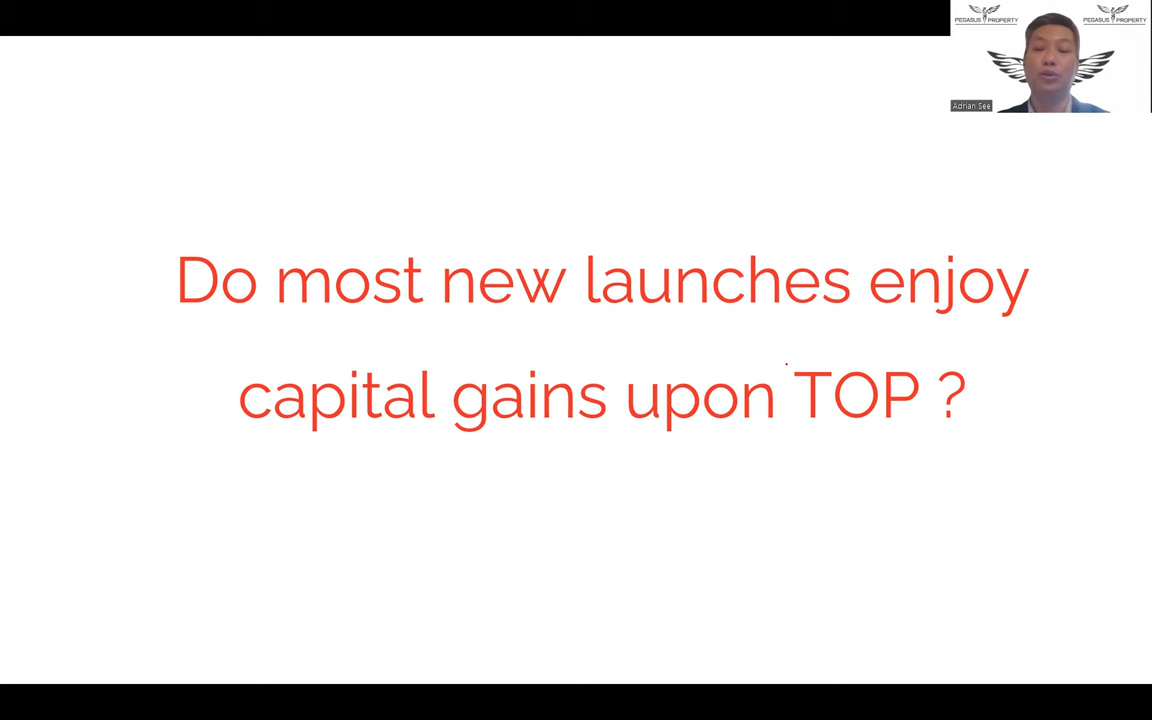 PEGASUS PROPERTY
PEGASUS PROPERTY
Adrian See
Do most new launches enjoy
capital gains upon TOP ?